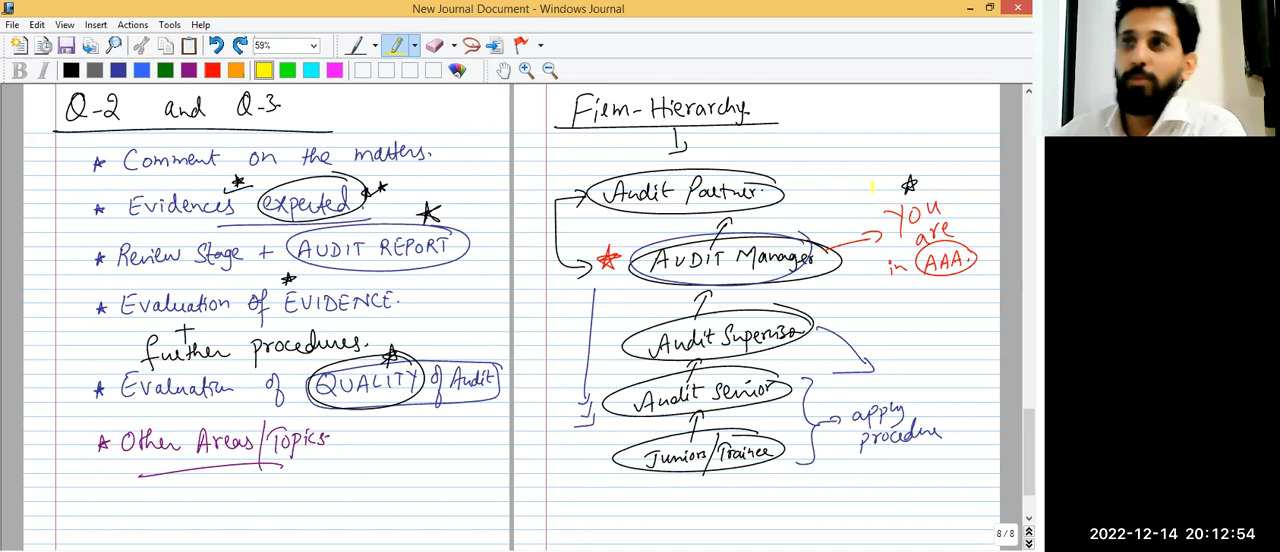 New Journal Document - Windows Journal
File Edit View Insert Actions Tools Help
59%
B I
Q-2 and Q-3
★ Comment on the matters.
★ Evidences expected
★ Review Stage + AUDIT REPORT
★ Evaluation of EVIDENCE.
+
further procedures.
★ Evaluation of QUALITY of Audit
★ Other Areas/Topics
Firm-Hierarchy
Audit Partner
AUDIT Manager
YOU
are
in AAA.
Audit Supervisor
Audit Senior
Juniors/Trainee
apply
procedure
8 / 8
2022-12-14 20:12:54